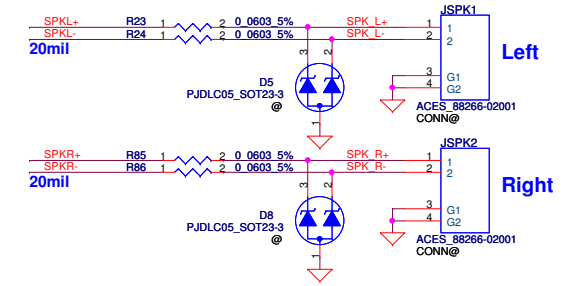 JSPK1
SPKL+ R23 1 2 0_0603_5% SPK_L+ 1 1
SPKL- R24 1 2 0_0603_5% SPK_L- 2 2
20mil
Left
3 2
3 G1
4 G2
D5
PJDLC05_SOT23-3
@
1
ACES_88266-02001
CONN@
JSPK2
SPKR+ R85 1 2 0_0603_5% SPK_R+ 1 1
SPKR- R86 1 2 0_0603_5% SPK_R- 2 2
20mil
Right
3 2
3 G1
4 G2
D8
PJDLC05_SOT23-3
@
1
ACES_88266-02001
CONN@